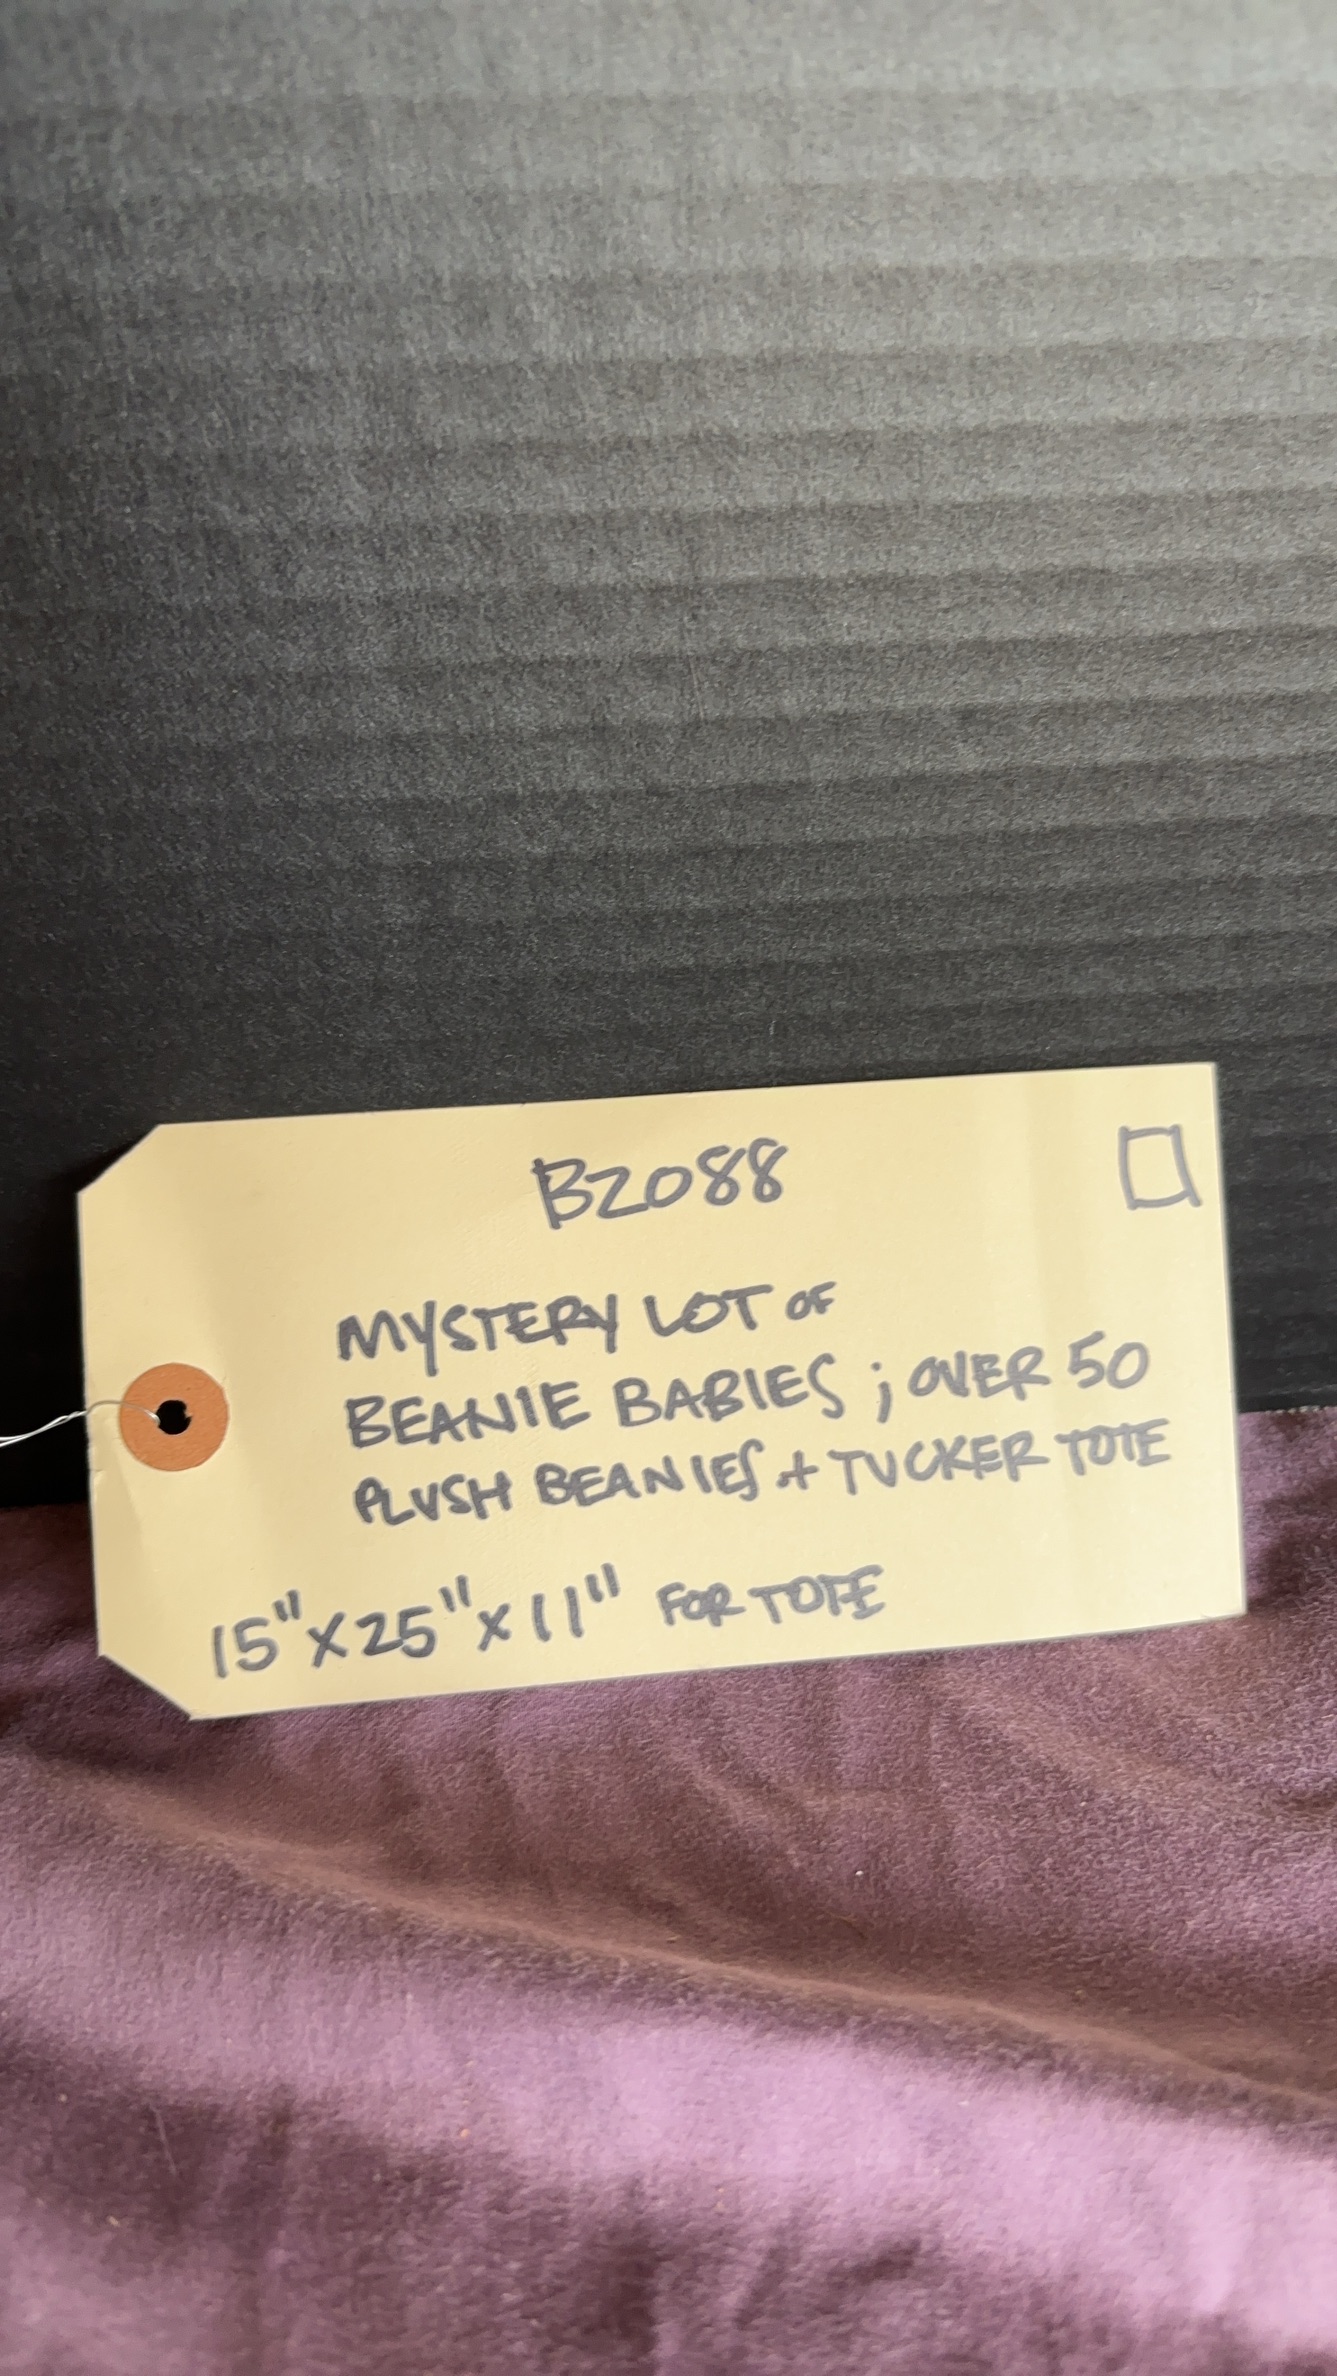 B2088
MYSTERY LOT OF
BEANIE BABIES ; OVER 50
PLUSH BEANIES + TUCKER TOTE
15" X 25" X 11" FOR TOTE